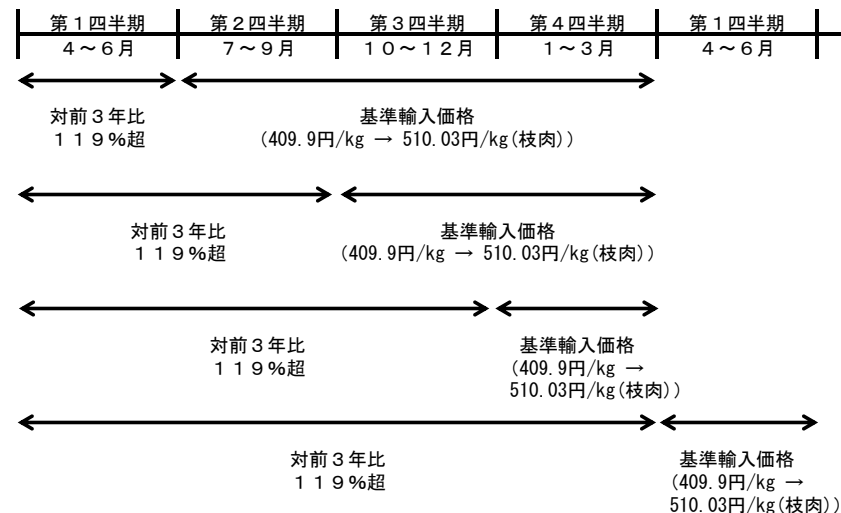 第１四半期 第２四半期 第３四半期 第４四半期 第１四半期
４～６月 ７～９月 １０～１２月 １～３月 ４～６月
対前３年比 基準輸入価格
１１９％超 （409.9円/kg → 510.03円/kg(枝肉)）
対前３年比 基準輸入価格
１１９％超 （409.9円/kg → 510.03円/kg(枝肉)）
対前３年比 基準輸入価格
１１９％超 （409.9円/kg →
510.03円/kg(枝肉)）
対前３年比 基準輸入価格
１１９％超 （409.9円/kg →
510.03円/kg(枝肉)）